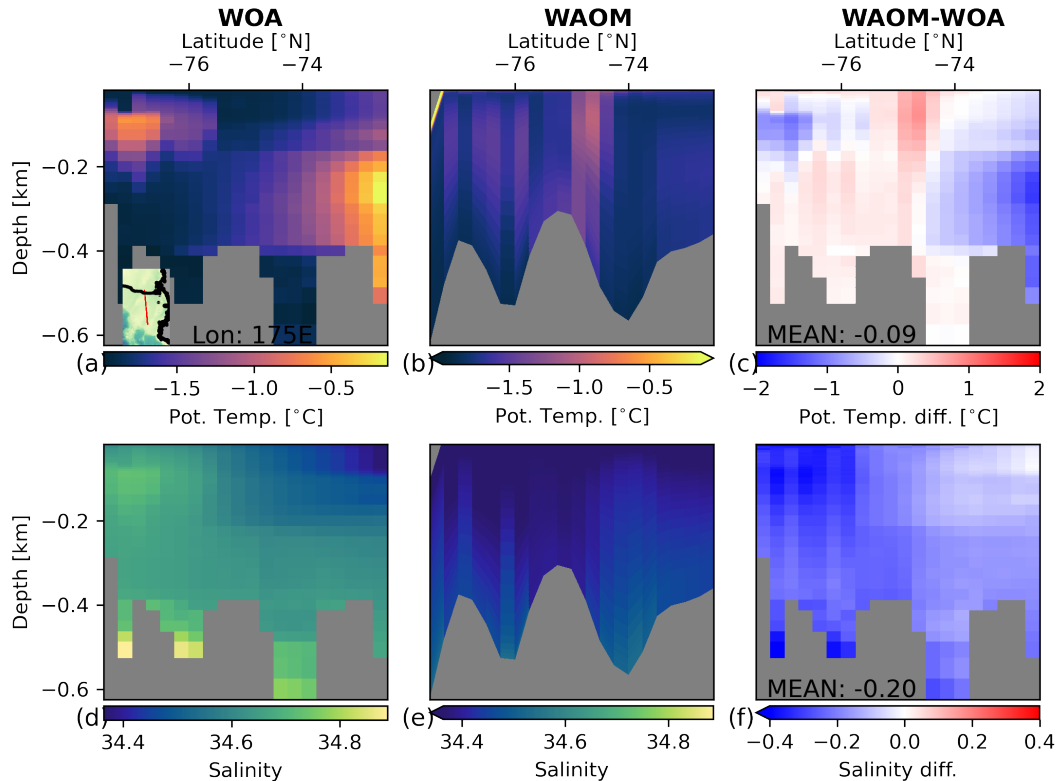 WOA WAOM WAOM-WOA
Latitude [°N] Latitude [°N] Latitude [°N]
−76 −74 −76 −74 −76 −74
Depth [km]
−0.2
−0.4
−0.6
Lon: 175E
MEAN: -0.09
(a) (b) (c)
−1.5 −1.0 −0.5 −1.5 −1.0 −0.5 −2 −1 0 1 2
Pot. Temp. [°C] Pot. Temp. [°C] Pot. Temp. diff. [°C]
Depth [km]
−0.2
−0.4
−0.6
MEAN: -0.20
(d) (e) (f)
34.4 34.6 34.8 34.4 34.6 34.8 −0.4 −0.2 0.0 0.2 0.4
Salinity Salinity Salinity diff.